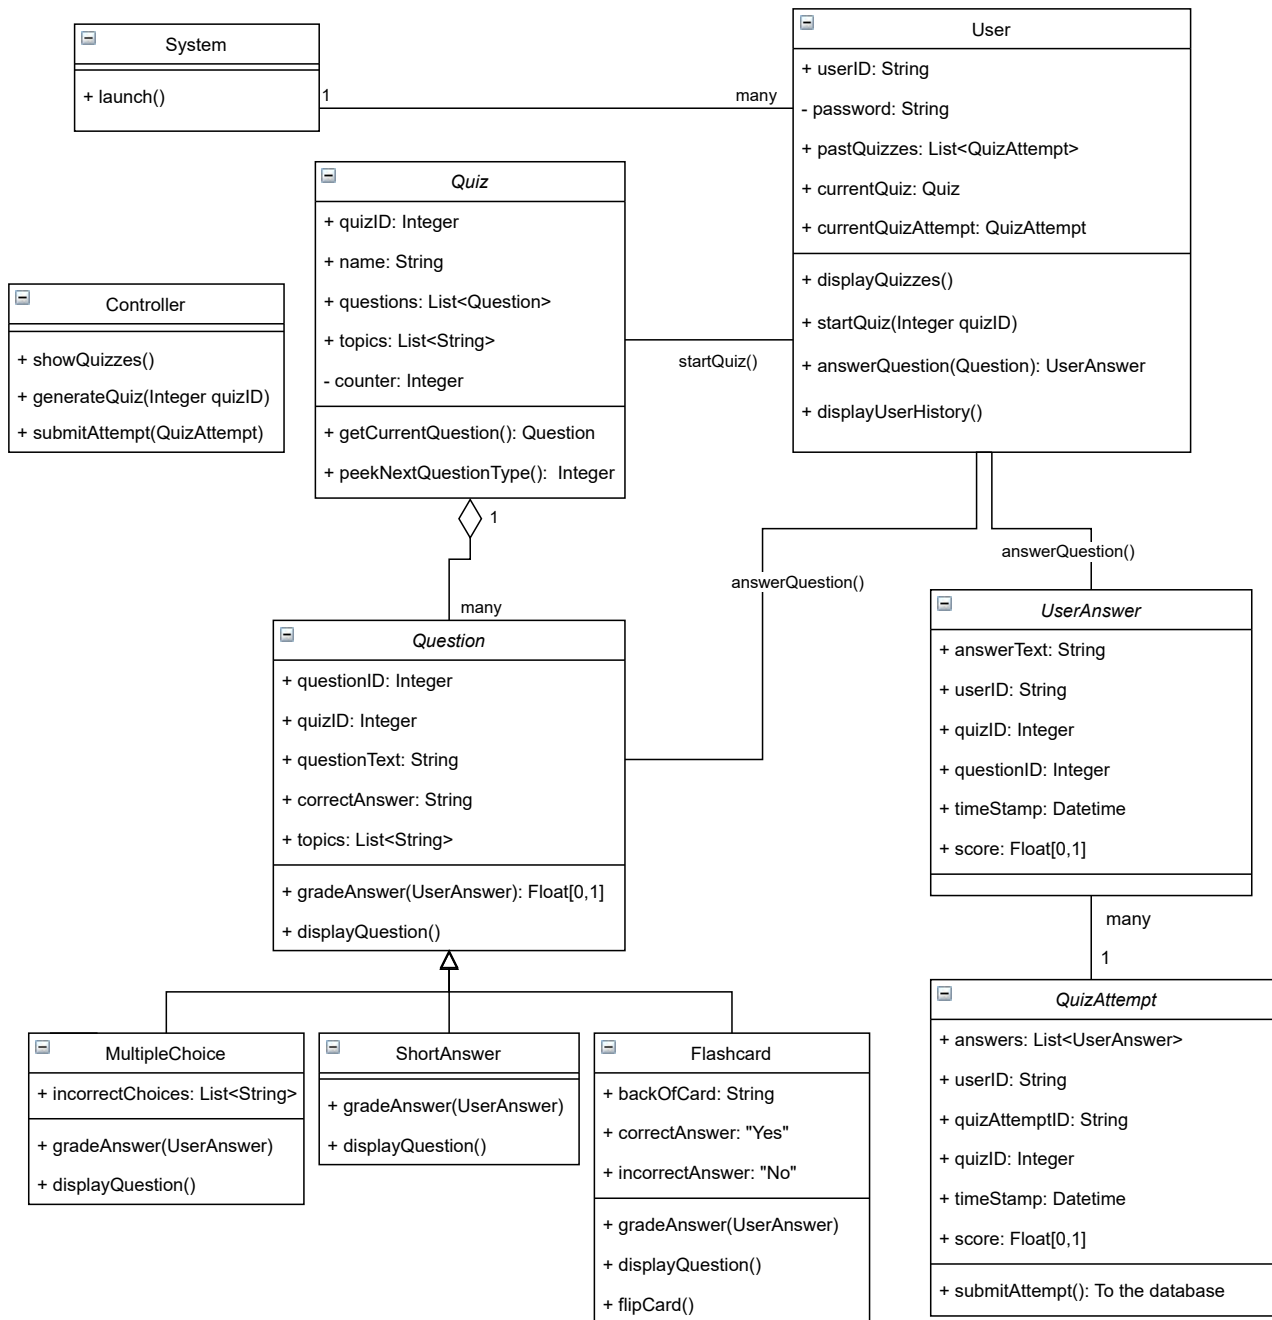 System
+ launch()
1
many
User
+ userID: String
- password: String
+ pastQuizzes: List<QuizAttempt>
+ currentQuiz: Quiz
+ currentQuizAttempt: QuizAttempt
+ displayQuizzes()
+ startQuiz(Integer quizID)
+ answerQuestion(Question): UserAnswer
+ displayUserHistory()
Quiz
+ quizID: Integer
+ name: String
+ questions: List<Question>
+ topics: List<String>
- counter: Integer
+ getCurrentQuestion(): Question
+ peekNextQuestionType(): Integer
startQuiz()
Controller
+ showQuizzes()
+ generateQuiz(Integer quizID)
+ submitAttempt(QuizAttempt)
1
many
answerQuestion()
answerQuestion()
Question
+ questionID: Integer
+ quizID: Integer
+ questionText: String
+ correctAnswer: String
+ topics: List<String>
+ gradeAnswer(UserAnswer): Float[0,1]
+ displayQuestion()
UserAnswer
+ answerText: String
+ userID: String
+ quizID: Integer
+ questionID: Integer
+ timeStamp: Datetime
+ score: Float[0,1]
many
1
MultipleChoice
+ incorrectChoices: List<String>
+ gradeAnswer(UserAnswer)
+ displayQuestion()
ShortAnswer
+ gradeAnswer(UserAnswer)
+ displayQuestion()
Flashcard
+ backOfCard: String
+ correctAnswer: "Yes"
+ incorrectAnswer: "No"
+ gradeAnswer(UserAnswer)
+ displayQuestion()
+ flipCard()
QuizAttempt
+ answers: List<UserAnswer>
+ userID: String
+ quizAttemptID: String
+ quizID: Integer
+ timeStamp: Datetime
+ score: Float[0,1]
+ submitAttempt(): To the database